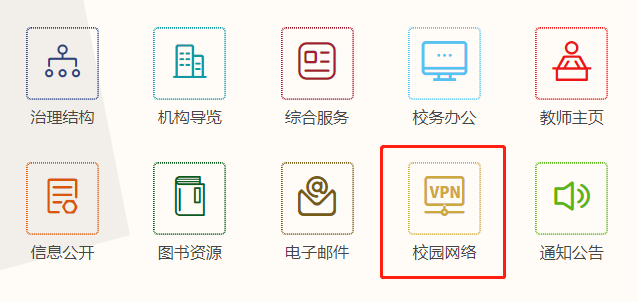 治理结构
机构导览
综合服务
校务办公
教师主页
@
VPN
信息公开
图书资源
电子邮件
校园网络
通知公告